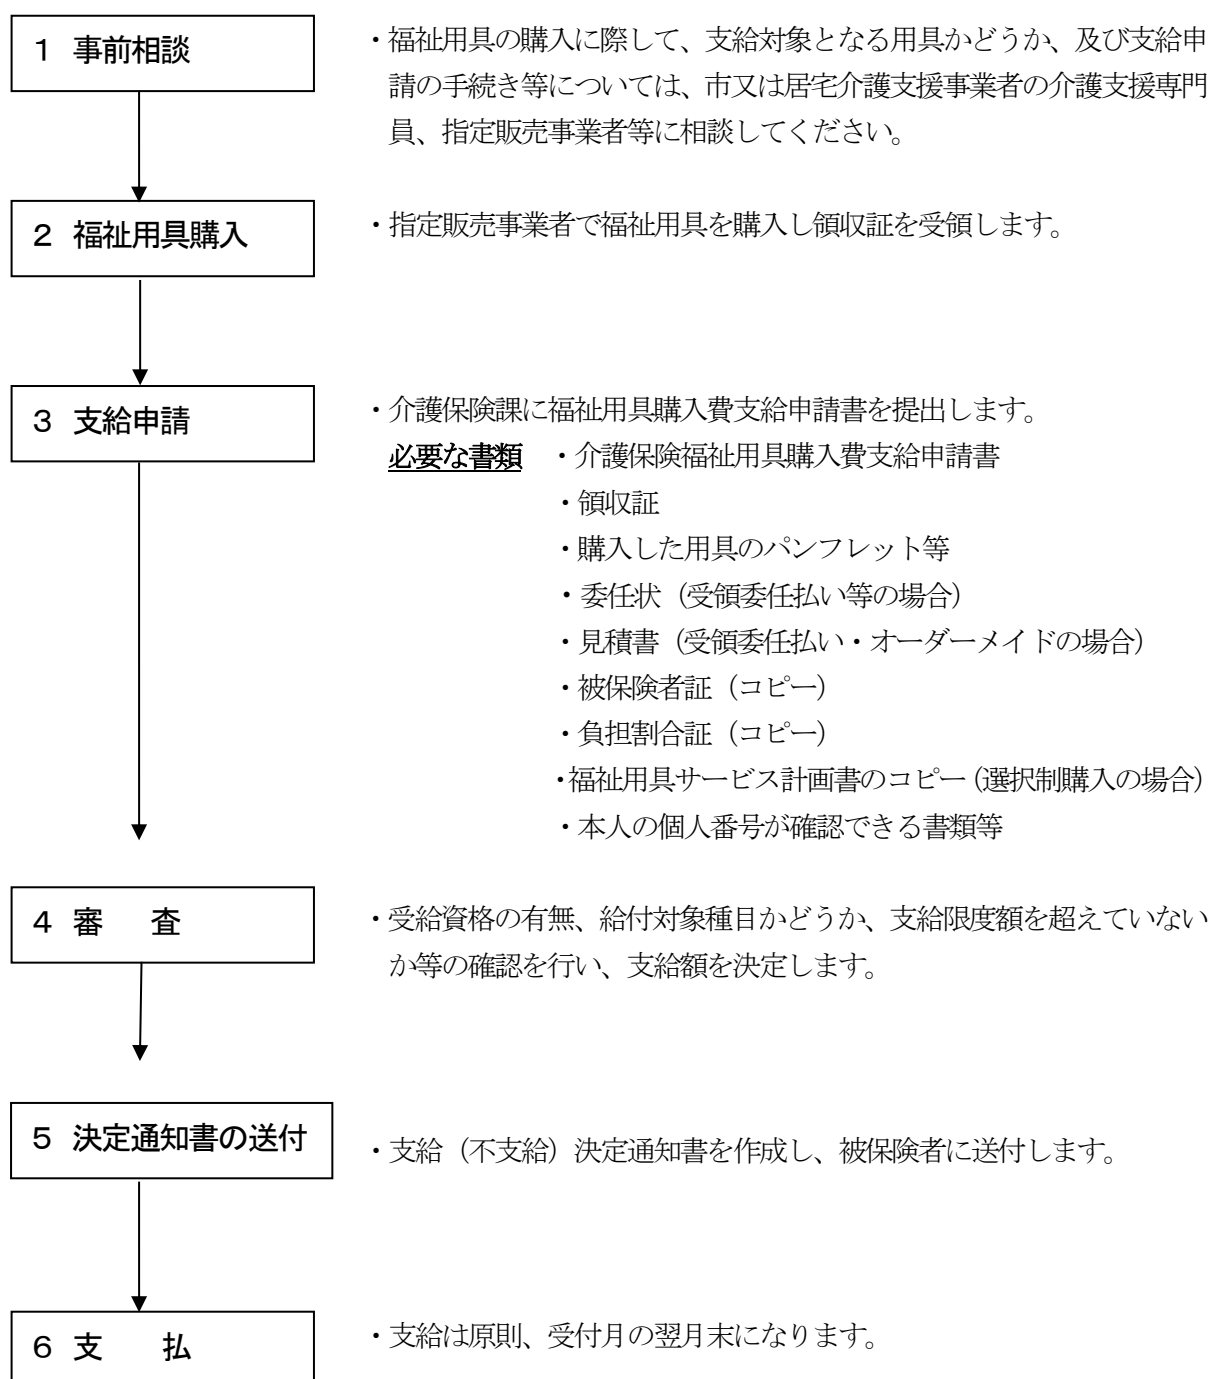 １ 事前相談
・福祉用具の購入に際して、支給対象となる用具かどうか、及び支給申
請の手続き等については、市又は居宅介護支援事業者の介護支援専門
員、指定販売事業者等に相談してください。
２ 福祉用具購入
・指定販売事業者で福祉用具を購入し領収証を受領します。
３ 支給申請
・介護保険課に福祉用具購入費支給申請書を提出します。
必要な書類 ・介護保険福祉用具購入費支給申請書
・領収証
・購入した用具のパンフレット等
・委任状（受領委任払い等の場合）
・見積書（受領委任払い・オーダーメイドの場合）
・被保険者証（コピー）
・負担割合証（コピー）
・福祉用具サービス計画書のコピー（選択制購入の場合）
・本人の個人番号が確認できる書類等
４ 審 査
・受給資格の有無、給付対象種目かどうか、支給限度額を超えていない
か等の確認を行い、支給額を決定します。
５ 決定通知書の送付
・支給（不支給）決定通知書を作成し、被保険者に送付します。
６ 支 払
・支給は原則、受付月の翌月末になります。